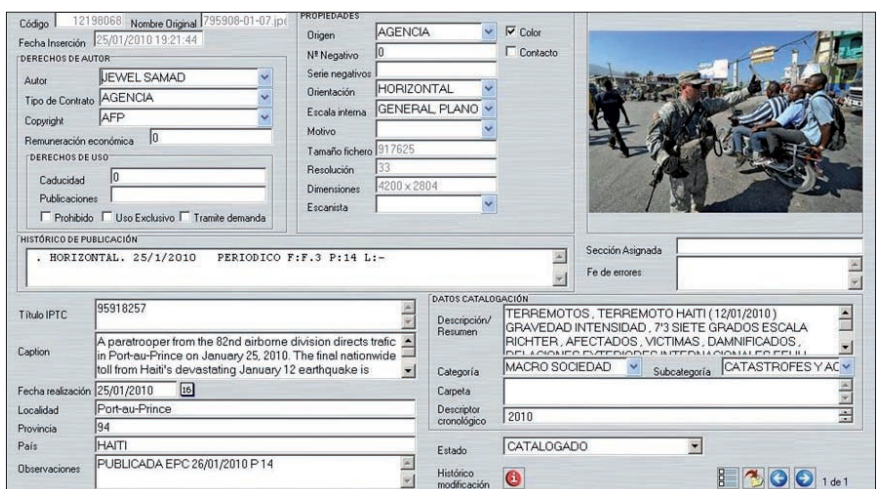 Código 12198068 Nombre Original 795908-01-07.jp
Fecha Inserción 25/01/2010 19:21:44
DERECHOS DE AUTOR
Autor JEWEL SAMAD
Tipo de Contrato AGENCIA
Copyright AFP
Remuneración económica 0
DERECHOS DE USO
Caducidad 0
Publicaciones
Prohibido Uso Exclusivo Tramite demanda
PROPIEDADES
Origen AGENCIA
Nº Negativo 0
Serie negativos
Orientación HORIZONTAL
Escala interna GENERAL, PLANO
Motivo
Tamaño fichero 917625
Resolución 33
Dimensiones 4200 x 2804
Escanista
Color
Contacto
HISTÓRICO DE PUBLICACIÓN
. HORIZONTAL. 25/1/2010 PERIODICO F:F.3 P:14 L:-
Sección Asignada
Fe de errores
Título IPTC 95918257
Caption A paratrooper from the 82nd airborne division directs trafic
in Port-au-Prince on January 25, 2010. The final nationwide
toll from Haiti's devastating January 12 earthquake is
Fecha realización 25/01/2010 16
Localidad Port-au-Prince
Provincia 94
País HAITI
Observaciones PUBLICADA EPC 26/01/2010 P 14
DATOS CATALOGACIÓN
Descripción/ Resumen TERREMOTOS, TERREMOTO HAITI (12/01/2010)
GRAVEDAD INTENSIDAD, 7'3 SIETE GRADOS ESCALA
RICHTER, AFECTADOS, VICTIMAS, DAMNIFICADOS,
Categoría MACRO SOCIEDAD Subcategoría CATASTROFES Y AC
Carpeta
Descriptor cronológico 2010
Estado CATALOGADO
Histórico modificación
1 de 1